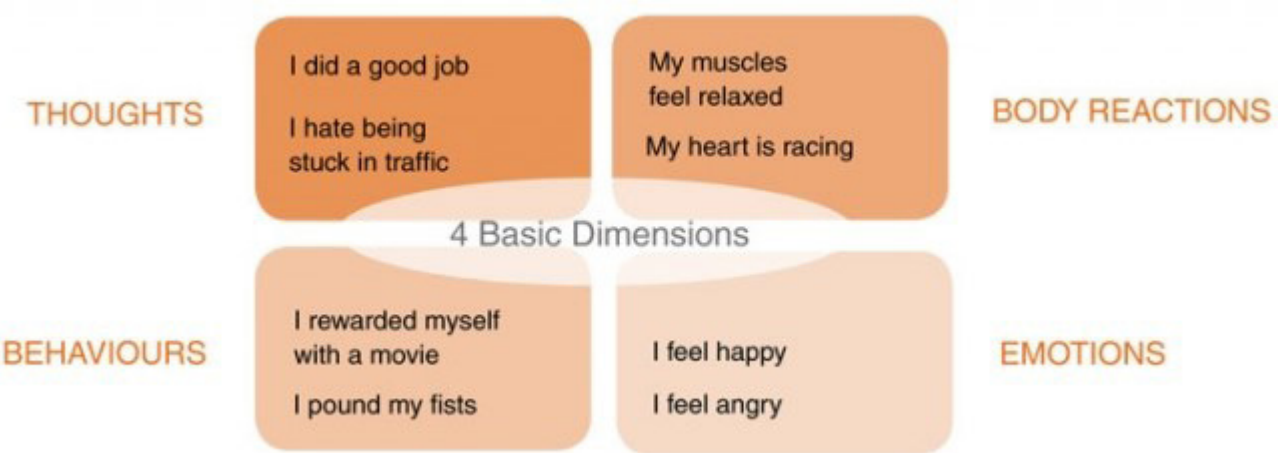 THOUGHTS
I did a good job
I hate being
stuck in traffic
My muscles
feel relaxed
My heart is racing
BODY REACTIONS
4 Basic Dimensions
BEHAVIOURS
I rewarded myself
with a movie
I pound my fists
I feel happy
I feel angry
EMOTIONS